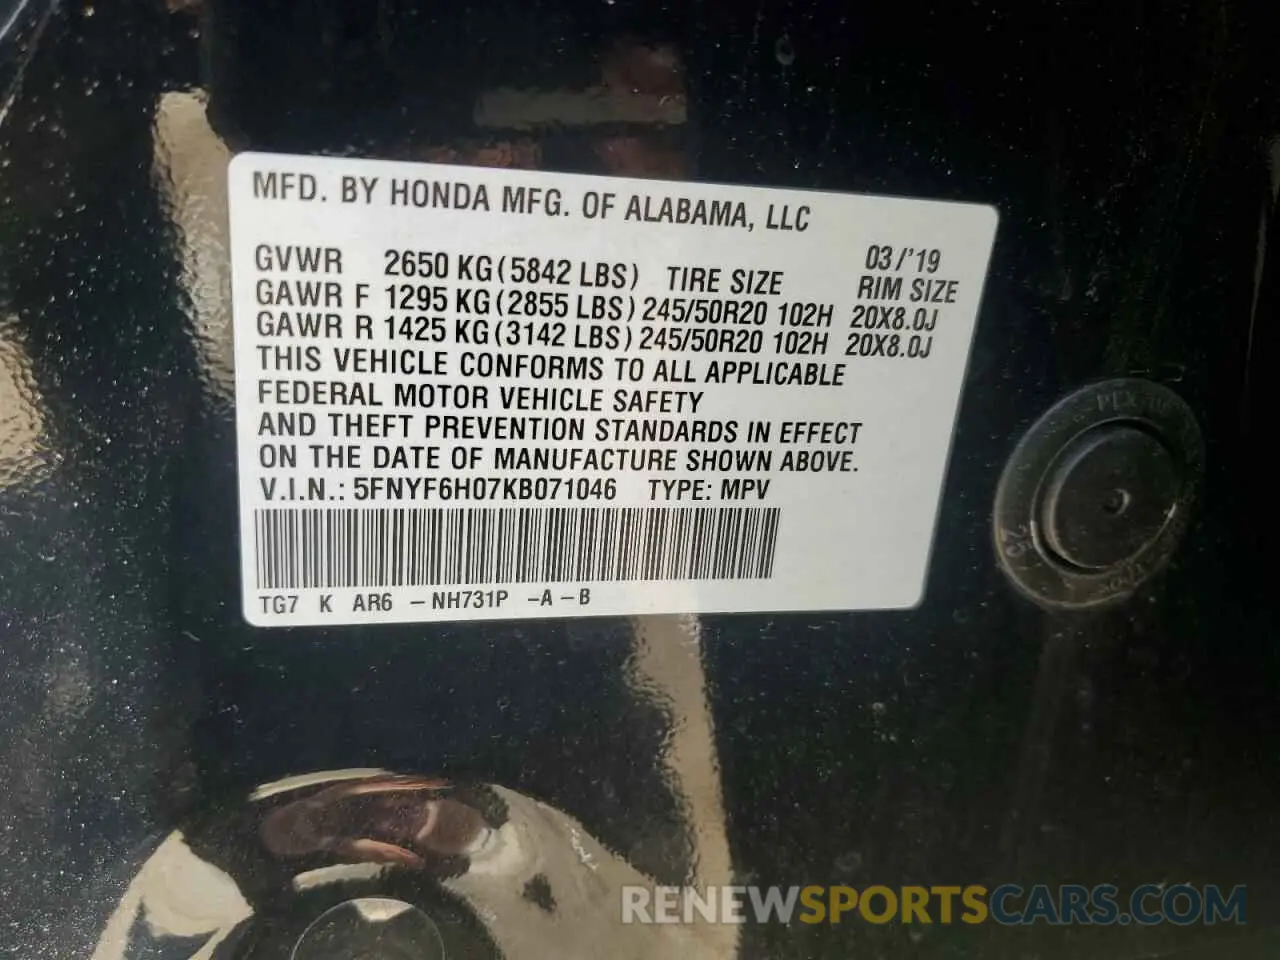 MFD. BY HONDA MFG. OF ALABAMA, LLC
03/'19
GVWR 2650 KG(5842 LBS) TIRE SIZE RIM SIZE
GAWR F 1295 KG(2855 LBS) 245/50R20 102H 20X8.0J
GAWR R 1425 KG(3142 LBS) 245/50R20 102H 20X8.0J
THIS VEHICLE CONFORMS TO ALL APPLICABLE
FEDERAL MOTOR VEHICLE SAFETY
AND THEFT PREVENTION STANDARDS IN EFFECT
ON THE DATE OF MANUFACTURE SHOWN ABOVE.
V.I.N.: 5FNYF6H07KB071046 TYPE: MPV
TG7 K AR6 -NH731P -A-B
25
RENEWSPORTSCARS.COM